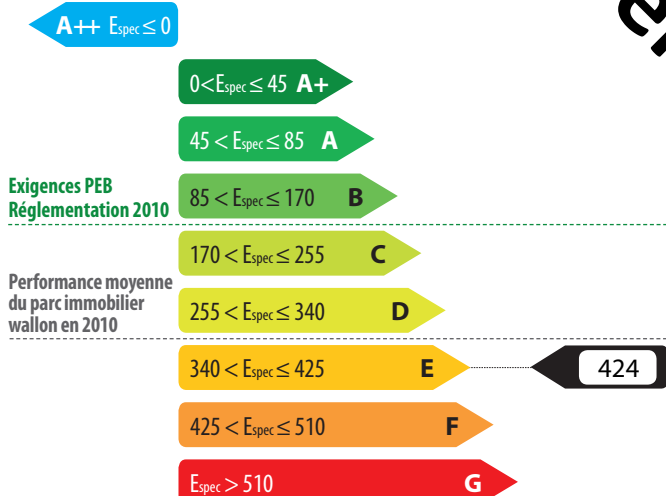 A++ Espec ≤ 0
0<Espec ≤ 45 A+
45 < Espec ≤ 85 A
Exigences PEB
Réglementation 2010
85 < Espec ≤ 170 B
170 < Espec ≤ 255 C
Performance moyenne
du parc immobilier
wallon en 2010
255 < Espec ≤ 340 D
340 < Espec ≤ 425 E
424
425 < Espec ≤ 510 F
Espec > 510 G